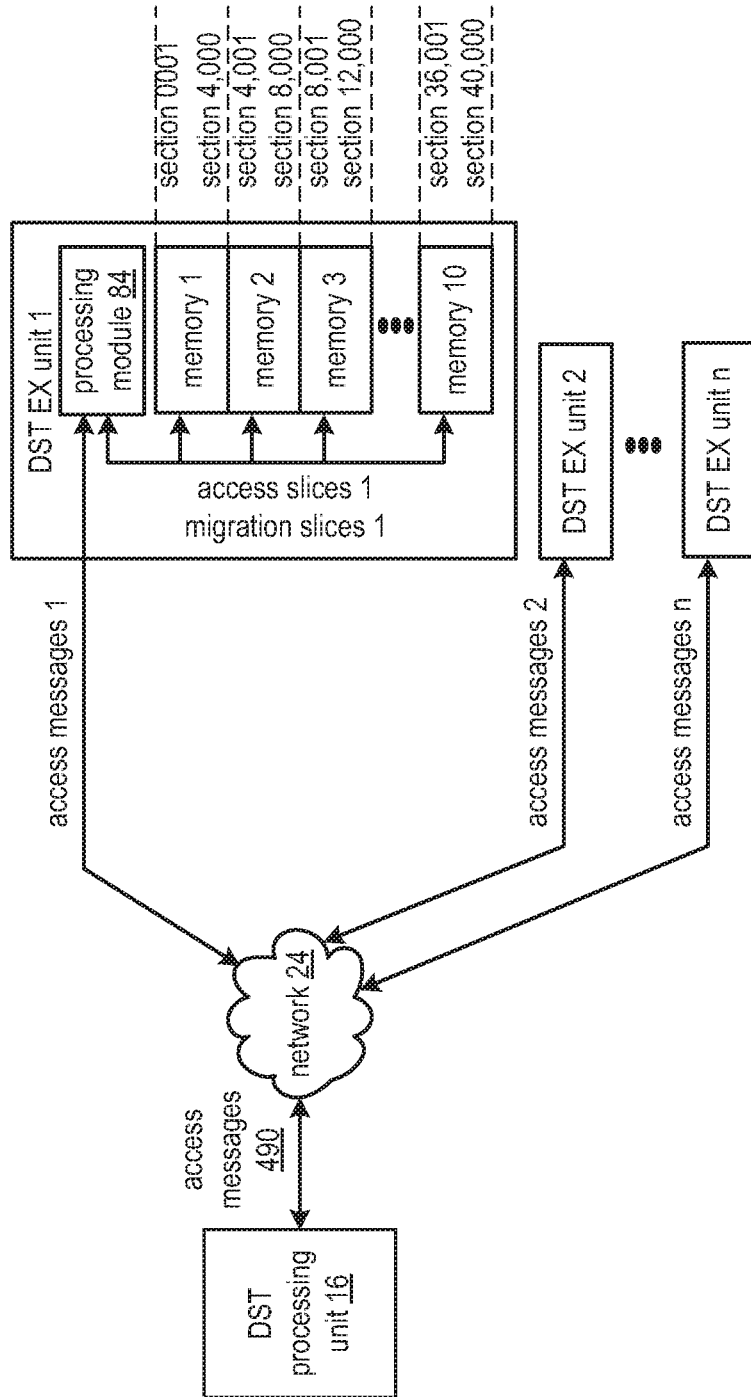 DST
processing
unit 16
access
messages
490
network 24
access messages 1
access messages 2
access messages n
DST EX unit 1
processing
module 84
memory 1
memory 2
memory 3
memory 10
access slices 1
migration slices 1
section 0001
section 4,000
section 4,001
section 8,000
section 8,001
section 12,000
section 36,001
section 40,000
DST EX unit 2
DST EX unit n